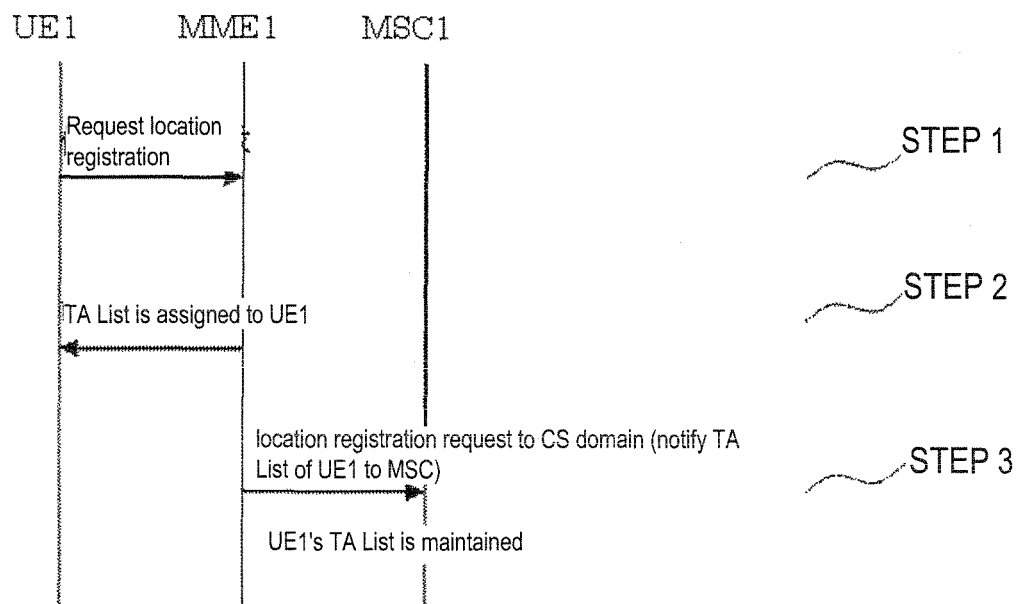 UE1 MME1 MSC1
Request location
registration
STEP 1
TA List is assigned to UE1
STEP 2
location registration request to CS domain (notify TA
List of UE1 to MSC)
STEP 3
UE1's TA List is maintained